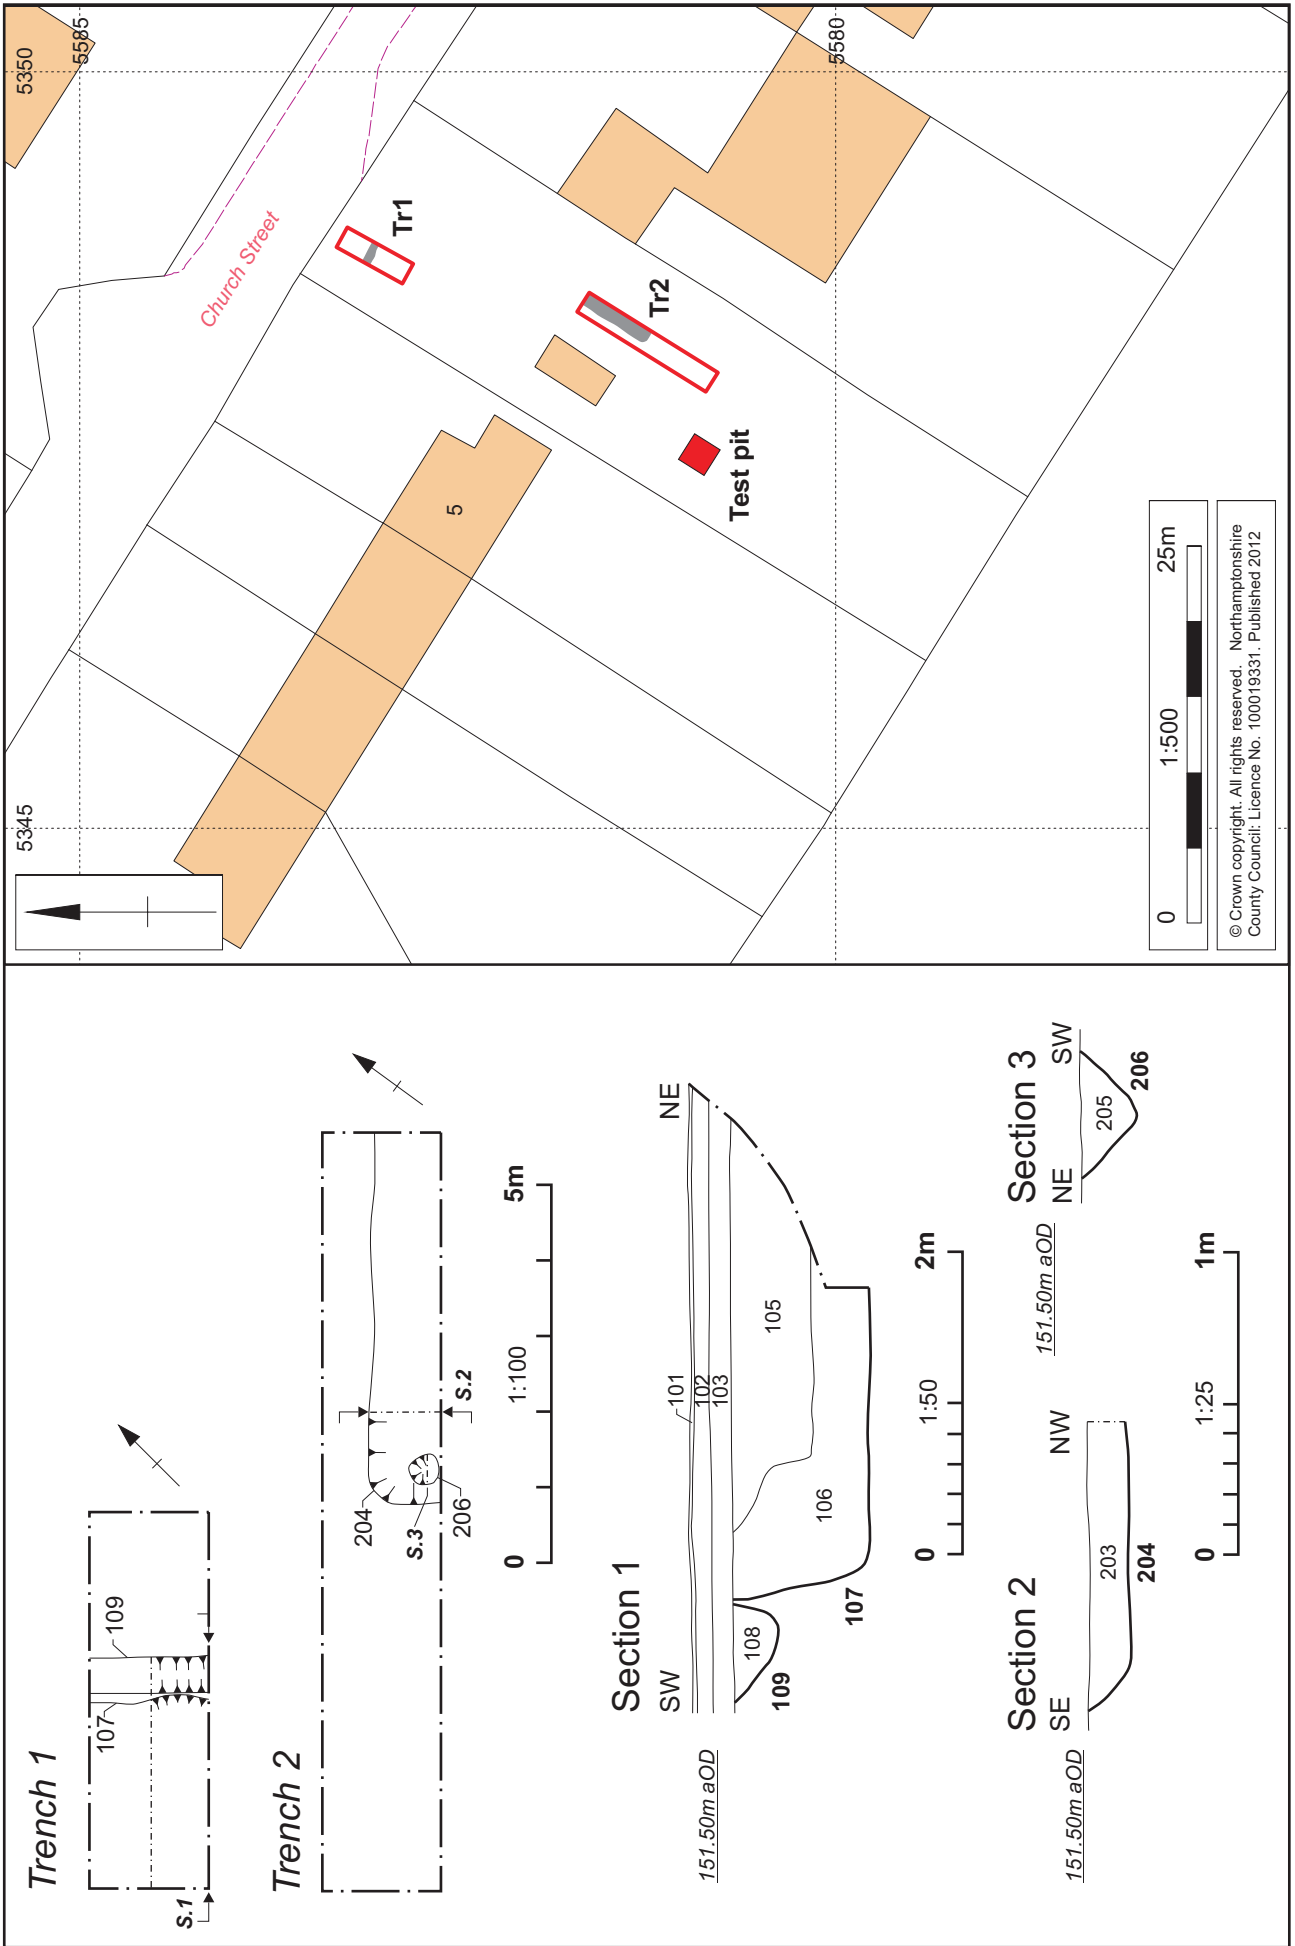 Trench 1
107
109
S.1
Trench 2
204
S.3
206
S.2
0
1:100
5m
Section 1
SW
NE
151.50m aOD
101
102
103
105
106
108
109
107
0
1:50
2m
Section 2
SE
NW
151.50m aOD
203
204
Section 3
NE
SW
151.50m aOD
205
206
0
1:25
1m
5345
5350
5585
5580
Church Street
Tr1
Tr2
Test pit
5
0
1:500
25m
© Crown copyright. All rights reserved. Northamptonshire
County Council: Licence No. 100019331. Published 2012